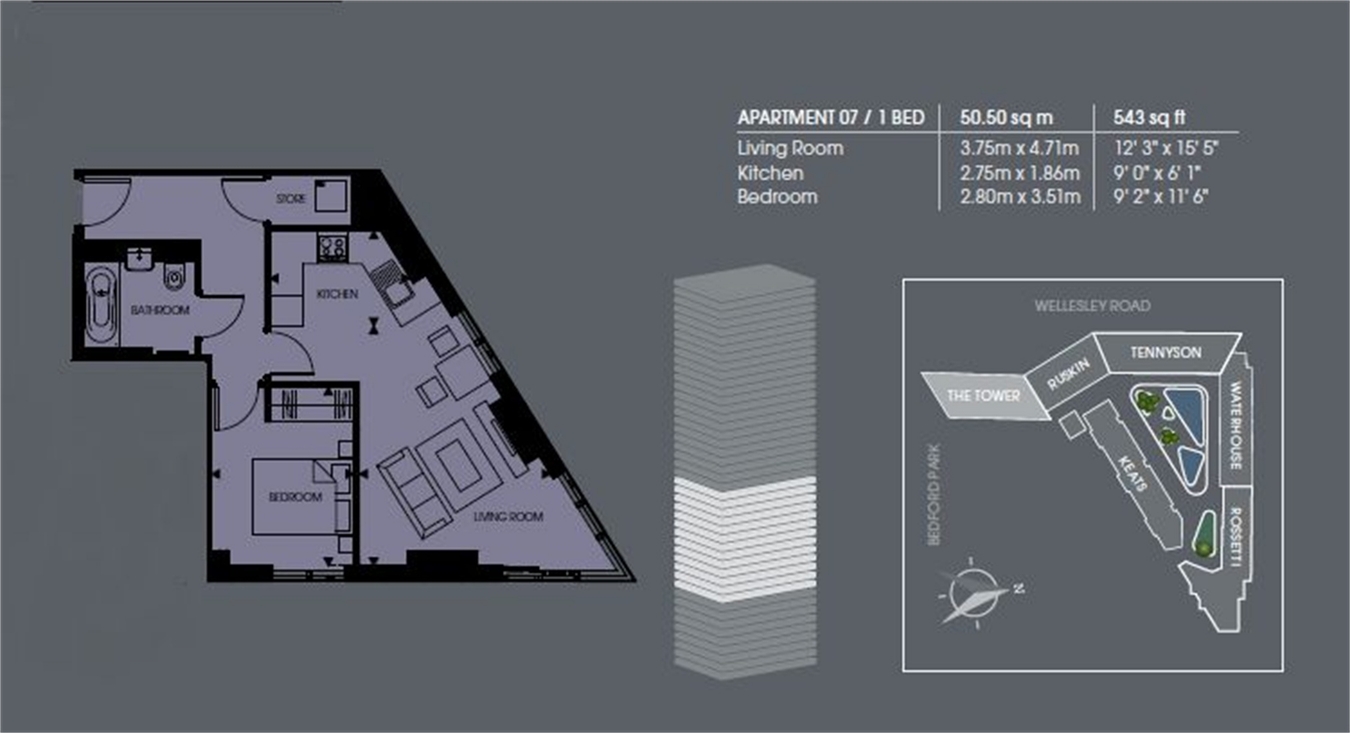 APARTMENT 07 / 1 BED 50.50 sq m 543 sq ft
Living Room 3.75m x 4.71m 12' 3" x 15' 5"
Kitchen 2.75m x 1.86m 9' 0" x 6' 1"
Bedroom 2.80m x 3.51m 9' 2" x 11' 6"
STORE
KITCHEN
BATHROOM
BEDROOM
LIVING ROOM
WELLESLEY ROAD
TENNYSON
RUSKIN
THE TOWER
WATERHOUSE
KEATS
BEDFORD PARK
ROSSETTI
N